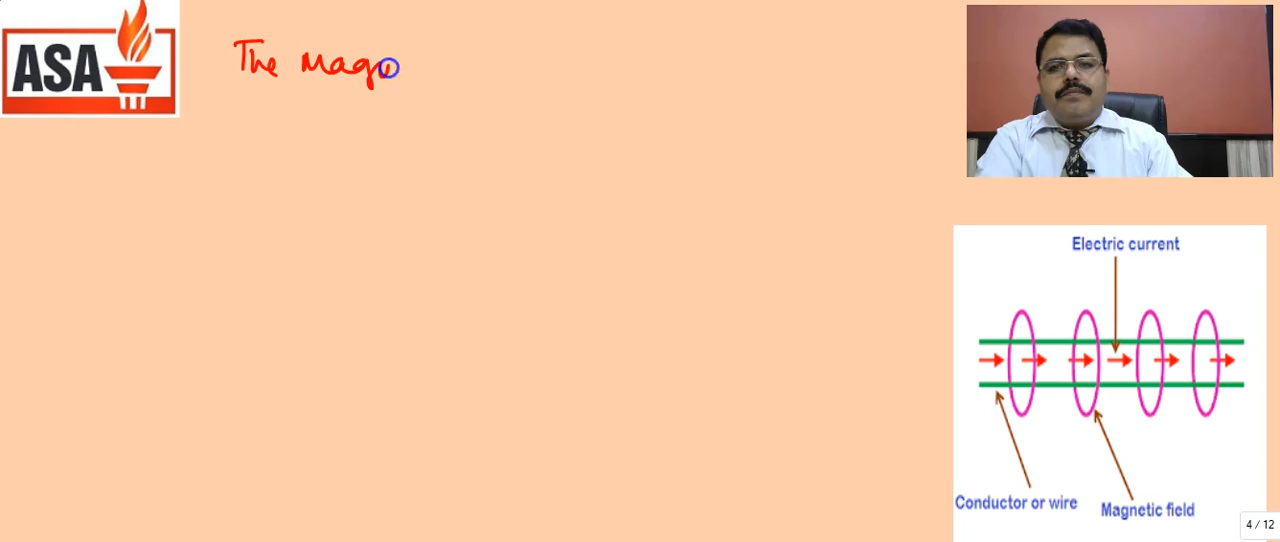 ASA
The Magn
Electric current
Conductor or wire
Magnetic field
4 / 12